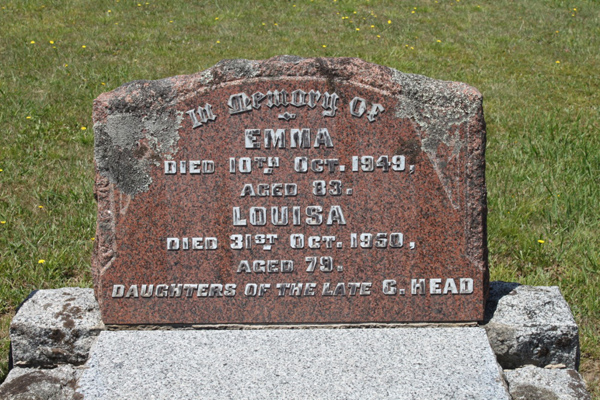 In Memory Of
EMMA
DIED 10TH OCT. 1949,
AGED 83.
LOUISA
DIED 31ST OCT. 1950,
AGED 79.
DAUGHTERS OF THE LATE C. HEAD